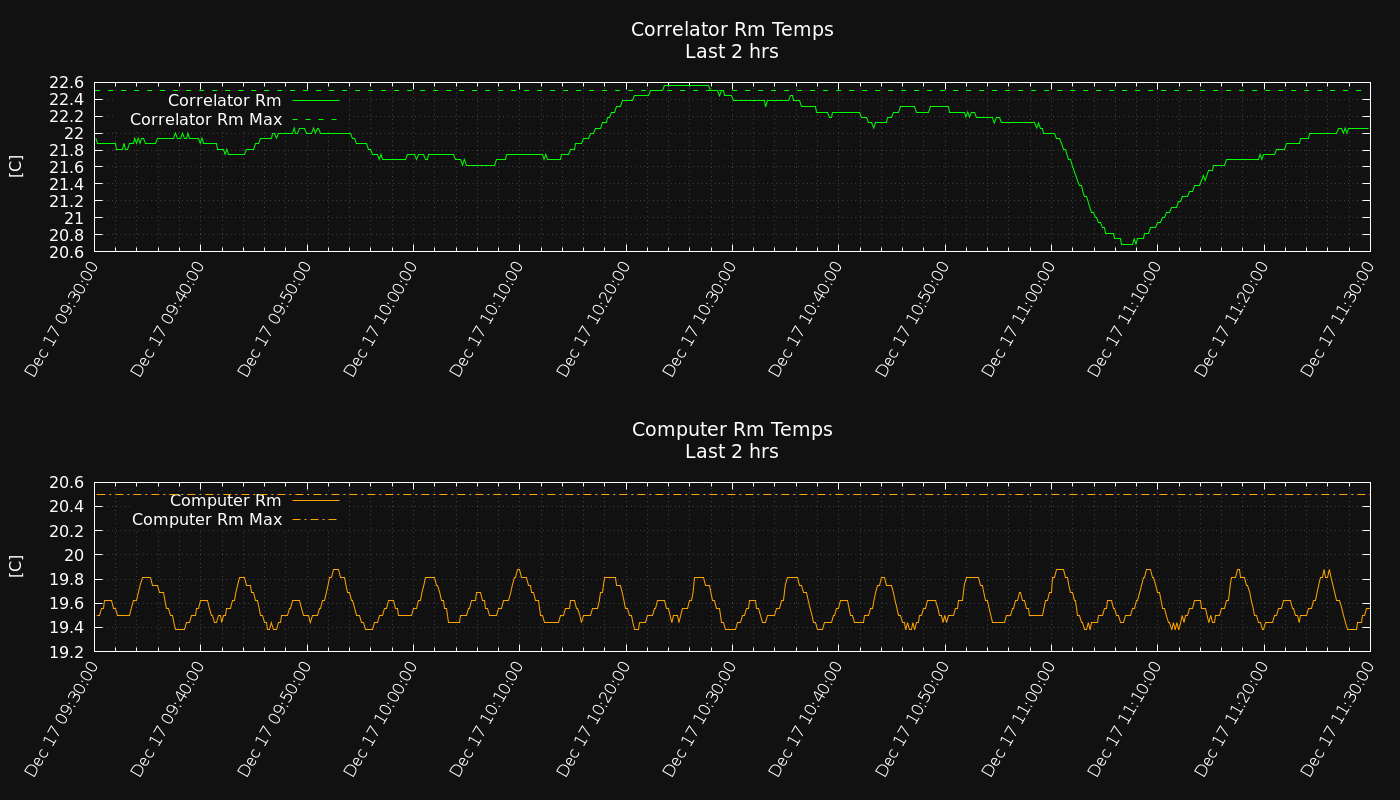 Correlator Rm Temps
Last 2 hrs
[C]
22.6
22.4
22.2
22
21.8
21.6
21.4
21.2
21
20.8
20.6
Correlator Rm
Correlator Rm Max
Dec 17 09:30:00
Dec 17 09:40:00
Dec 17 09:50:00
Dec 17 10:00:00
Dec 17 10:10:00
Dec 17 10:20:00
Dec 17 10:30:00
Dec 17 10:40:00
Dec 17 10:50:00
Dec 17 11:00:00
Dec 17 11:10:00
Dec 17 11:20:00
Dec 17 11:30:00
Computer Rm Temps
Last 2 hrs
[C]
20.6
20.4
20.2
20
19.8
19.6
19.4
19.2
Computer Rm
Computer Rm Max
Dec 17 09:30:00
Dec 17 09:40:00
Dec 17 09:50:00
Dec 17 10:00:00
Dec 17 10:10:00
Dec 17 10:20:00
Dec 17 10:30:00
Dec 17 10:40:00
Dec 17 10:50:00
Dec 17 11:00:00
Dec 17 11:10:00
Dec 17 11:20:00
Dec 17 11:30:00